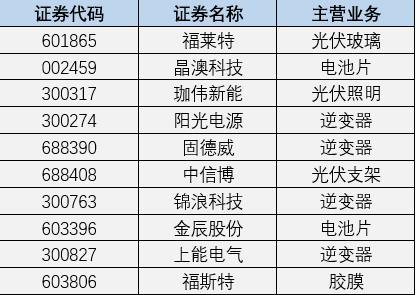 证券代码 证券名称 主营业务
601865 福莱特 光伏玻璃
002459 晶澳科技 电池片
300317 珈伟新能 光伏照明
300274 阳光电源 逆变器
688390 固德威 逆变器
688408 中信博 光伏支架
300763 锦浪科技 逆变器
603396 金辰股份 电池片
300827 上能电气 逆变器
603806 福斯特 胶膜